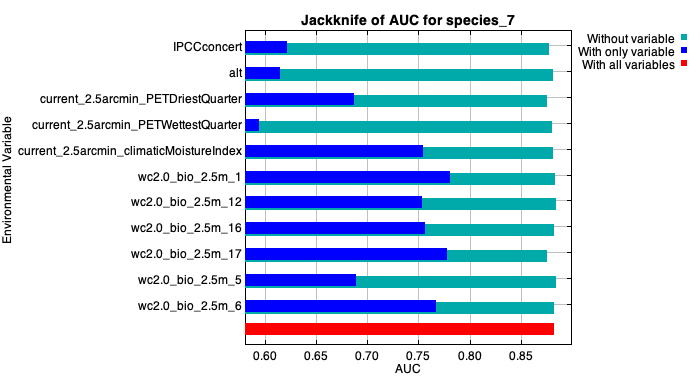 Jackknife of AUC for species_7
Without variable
With only variable
With all variables
Environmental Variable
IPCCconcert
alt
current_2.5arcmin_PETDriestQuarter
current_2.5arcmin_PETWettestQuarter
current_2.5arcmin_climaticMoistureIndex
wc2.0_bio_2.5m_1
wc2.0_bio_2.5m_12
wc2.0_bio_2.5m_16
wc2.0_bio_2.5m_17
wc2.0_bio_2.5m_5
wc2.0_bio_2.5m_6
0.60 0.65 0.70 0.75 0.80 0.85
AUC